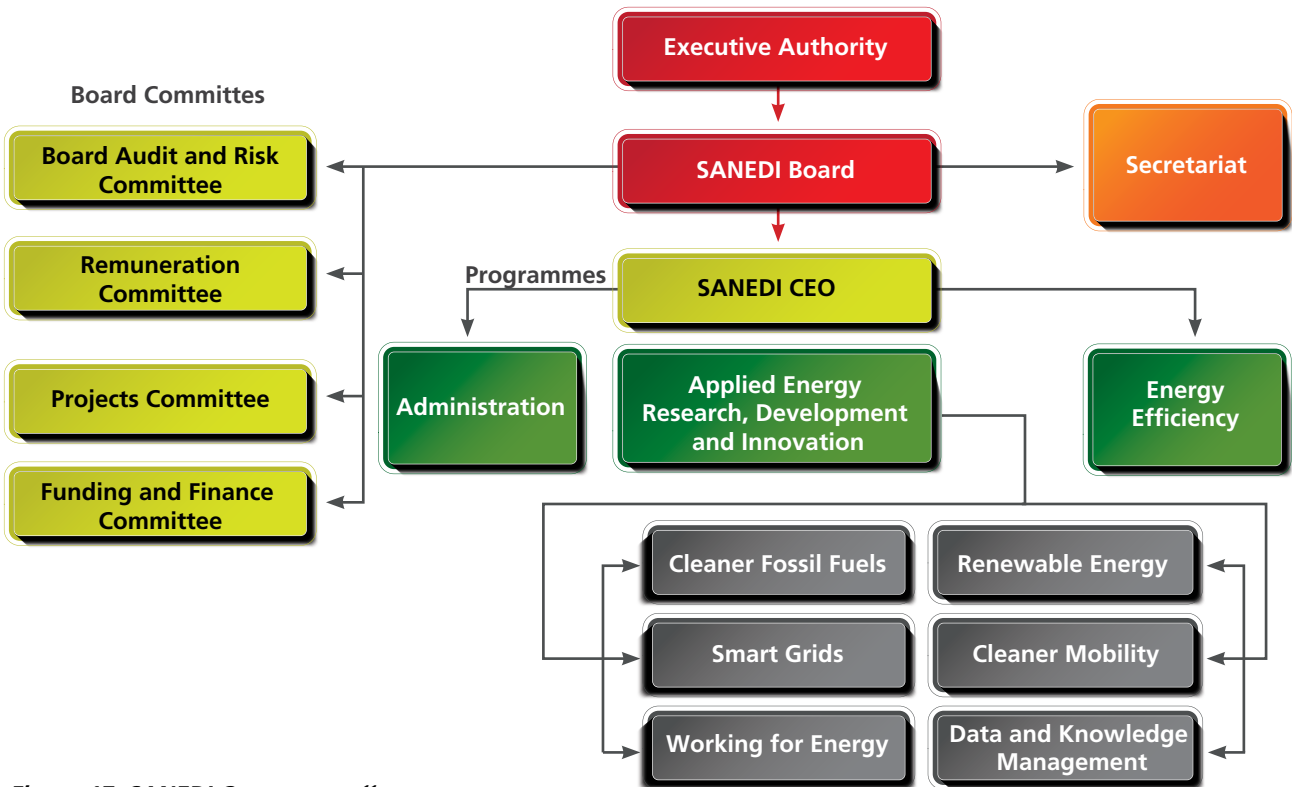 Executive Authority
Board Committes
Board Audit and Risk
Committee
SANEDI Board
Secretariat
Remuneration
Committee
Programmes
SANEDI CEO
Projects Committee
Administration
Applied Energy
Research, Development
and Innovation
Energy
Efficiency
Funding and Finance
Committee
Cleaner Fossil Fuels
Renewable Energy
Smart Grids
Cleaner Mobility
Working for Energy
Data and Knowledge
Management